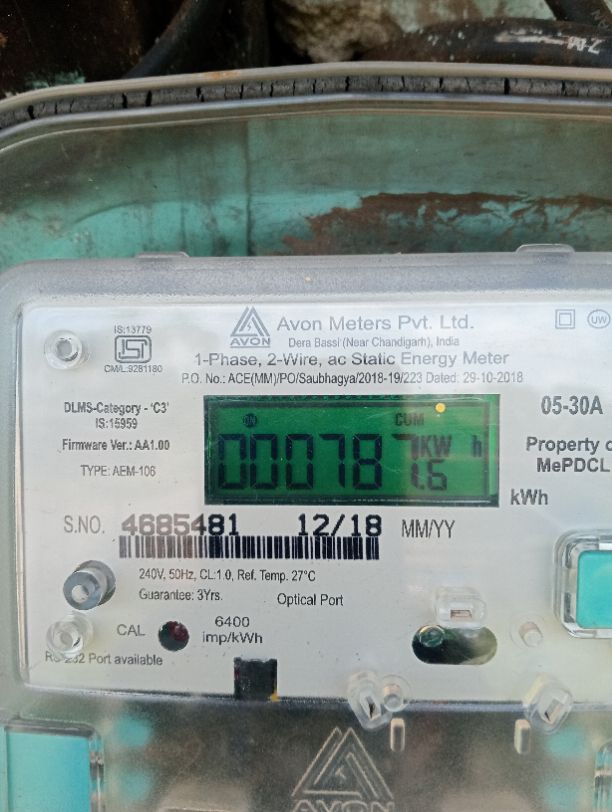 IS:13779
ISI
CM/L:9281180
AVON
Avon Meters Pvt. Ltd.
Dera Bassi (Near Chandigarh), India
UW
1-Phase, 2-Wire, ac Static Energy Meter
P.O. No.: ACE(MM)/PO/Saubhagya/2018-19/223 Dated: 29-10-2018
DLMS-Category - 'C3'
IS:15959
Firmware Ver.: AA1.00
TYPE: AEM-106
CUM
000787.6 KW h
05-30A
Property o
MePDCL
kWh
S.NO. 4685481 12/18 MM/YY
240V, 50Hz, CL:1.0, Ref. Temp. 27°C
Guarantee: 3Yrs. Optical Port
CAL 6400
imp/kWh
Port available
AVON